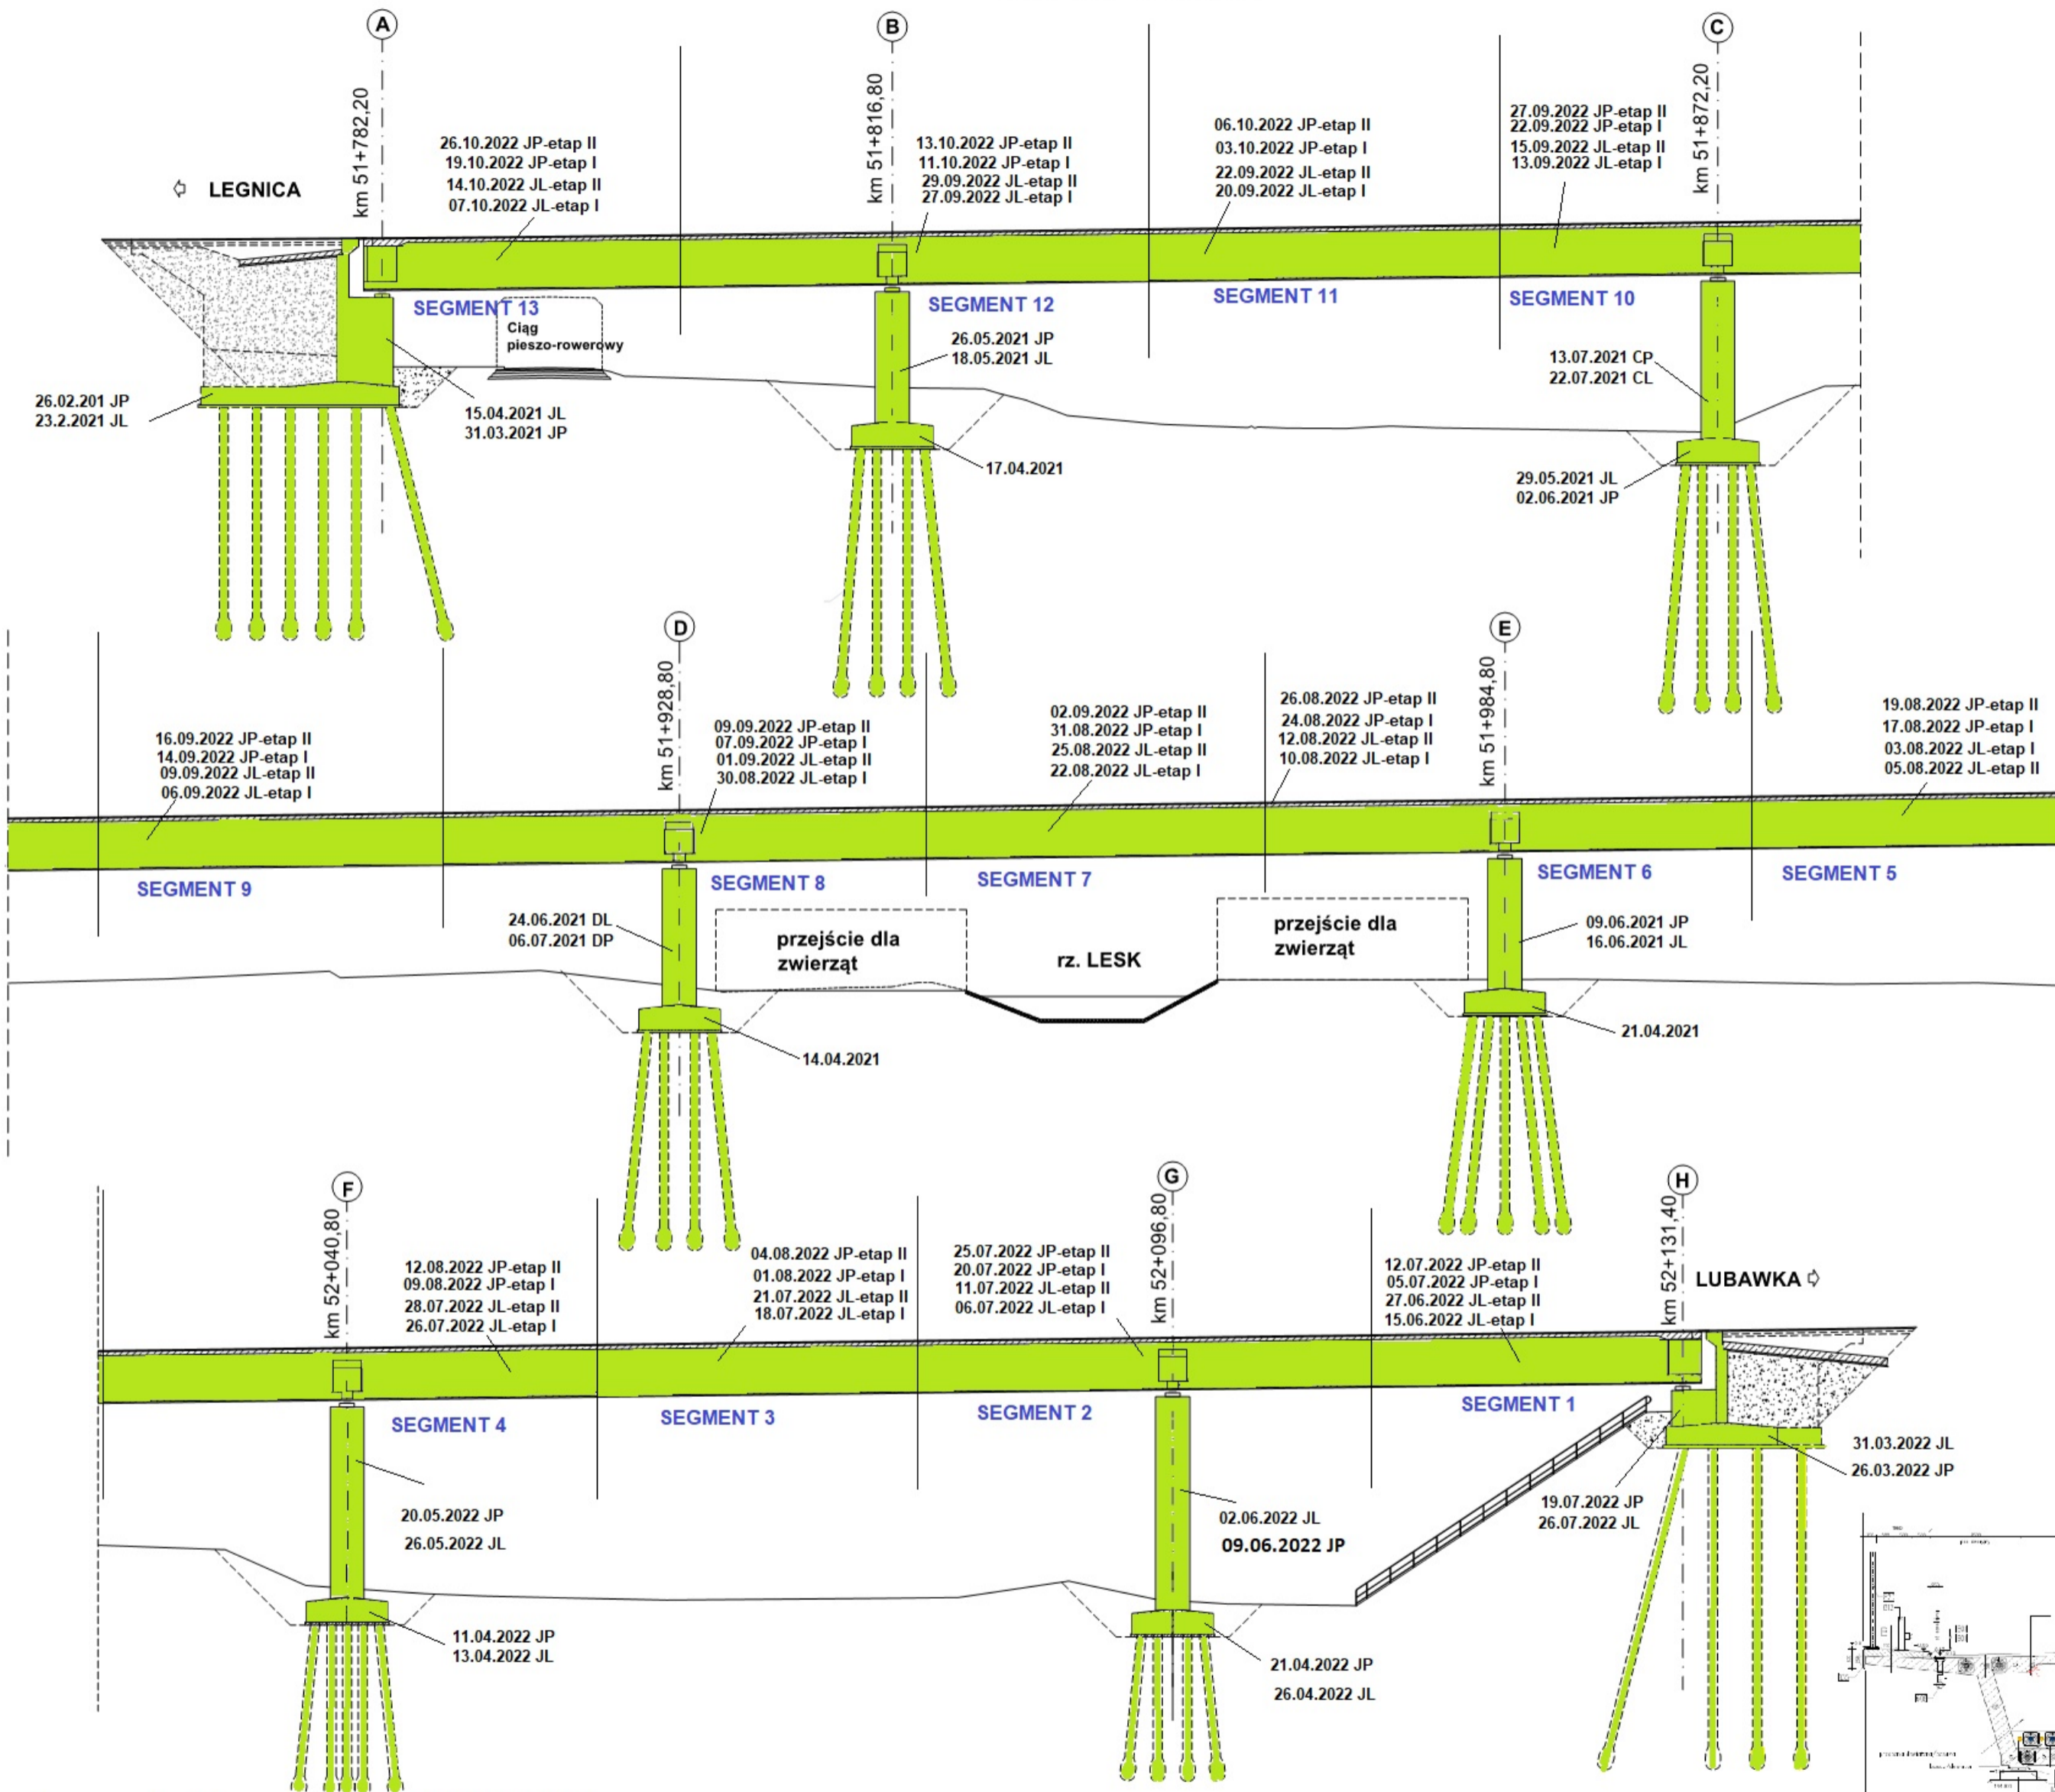 A
B
C
km 51+782,20
km 51+816,80
km 51+872,20
LEGNICA
26.10.2022 JP-etap II
19.10.2022 JP-etap I
14.10.2022 JL-etap II
07.10.2022 JL-etap I
13.10.2022 JP-etap II
11.10.2022 JP-etap I
29.09.2022 JL-etap II
27.09.2022 JL-etap I
06.10.2022 JP-etap II
03.10.2022 JP-etap I
22.09.2022 JL-etap II
20.09.2022 JL-etap I
27.09.2022 JP-etap II
22.09.2022 JP-etap I
15.09.2022 JL-etap II
13.09.2022 JL-etap I
SEGMENT 13
SEGMENT 12
SEGMENT 11
SEGMENT 10
Ciąg
pieszo-rowerowy
26.02.201 JP
23.2.2021 JL
15.04.2021 JL
31.03.2021 JP
26.05.2021 JP
18.05.2021 JL
17.04.2021
13.07.2021 CP
22.07.2021 CL
29.05.2021 JL
02.06.2021 JP
D
E
km 51+928,80
km 51+984,80
16.09.2022 JP-etap II
14.09.2022 JP-etap I
09.09.2022 JL-etap II
06.09.2022 JL-etap I
09.09.2022 JP-etap II
07.09.2022 JP-etap I
01.09.2022 JL-etap II
30.08.2022 JL-etap I
02.09.2022 JP-etap II
31.08.2022 JP-etap I
25.08.2022 JL-etap II
22.08.2022 JL-etap I
26.08.2022 JP-etap II
24.08.2022 JP-etap I
12.08.2022 JL-etap II
10.08.2022 JL-etap I
19.08.2022 JP-etap II
17.08.2022 JP-etap I
03.08.2022 JL-etap I
05.08.2022 JL-etap II
SEGMENT 9
SEGMENT 8
SEGMENT 7
SEGMENT 6
SEGMENT 5
24.06.2021 DL
06.07.2021 DP
przejście dla
zwierząt
rz. LESK
przejście dla
zwierząt
09.06.2021 JP
16.06.2021 JL
14.04.2021
21.04.2021
F
G
H
km 52+040,80
km 52+096,80
km 52+131,40
LUBAWKA
12.08.2022 JP-etap II
09.08.2022 JP-etap I
28.07.2022 JL-etap II
26.07.2022 JL-etap I
04.08.2022 JP-etap II
01.08.2022 JP-etap I
21.07.2022 JL-etap II
18.07.2022 JL-etap I
25.07.2022 JP-etap II
20.07.2022 JP-etap I
11.07.2022 JL-etap II
06.07.2022 JL-etap I
12.07.2022 JP-etap II
05.07.2022 JP-etap I
27.06.2022 JL-etap II
15.06.2022 JL-etap I
SEGMENT 4
SEGMENT 3
SEGMENT 2
SEGMENT 1
20.05.2022 JP
26.05.2022 JL
02.06.2022 JL
09.06.2022 JP
19.07.2022 JP
26.07.2022 JL
31.03.2022 JL
26.03.2022 JP
11.04.2022 JP
13.04.2022 JL
21.04.2022 JP
26.04.2022 JL